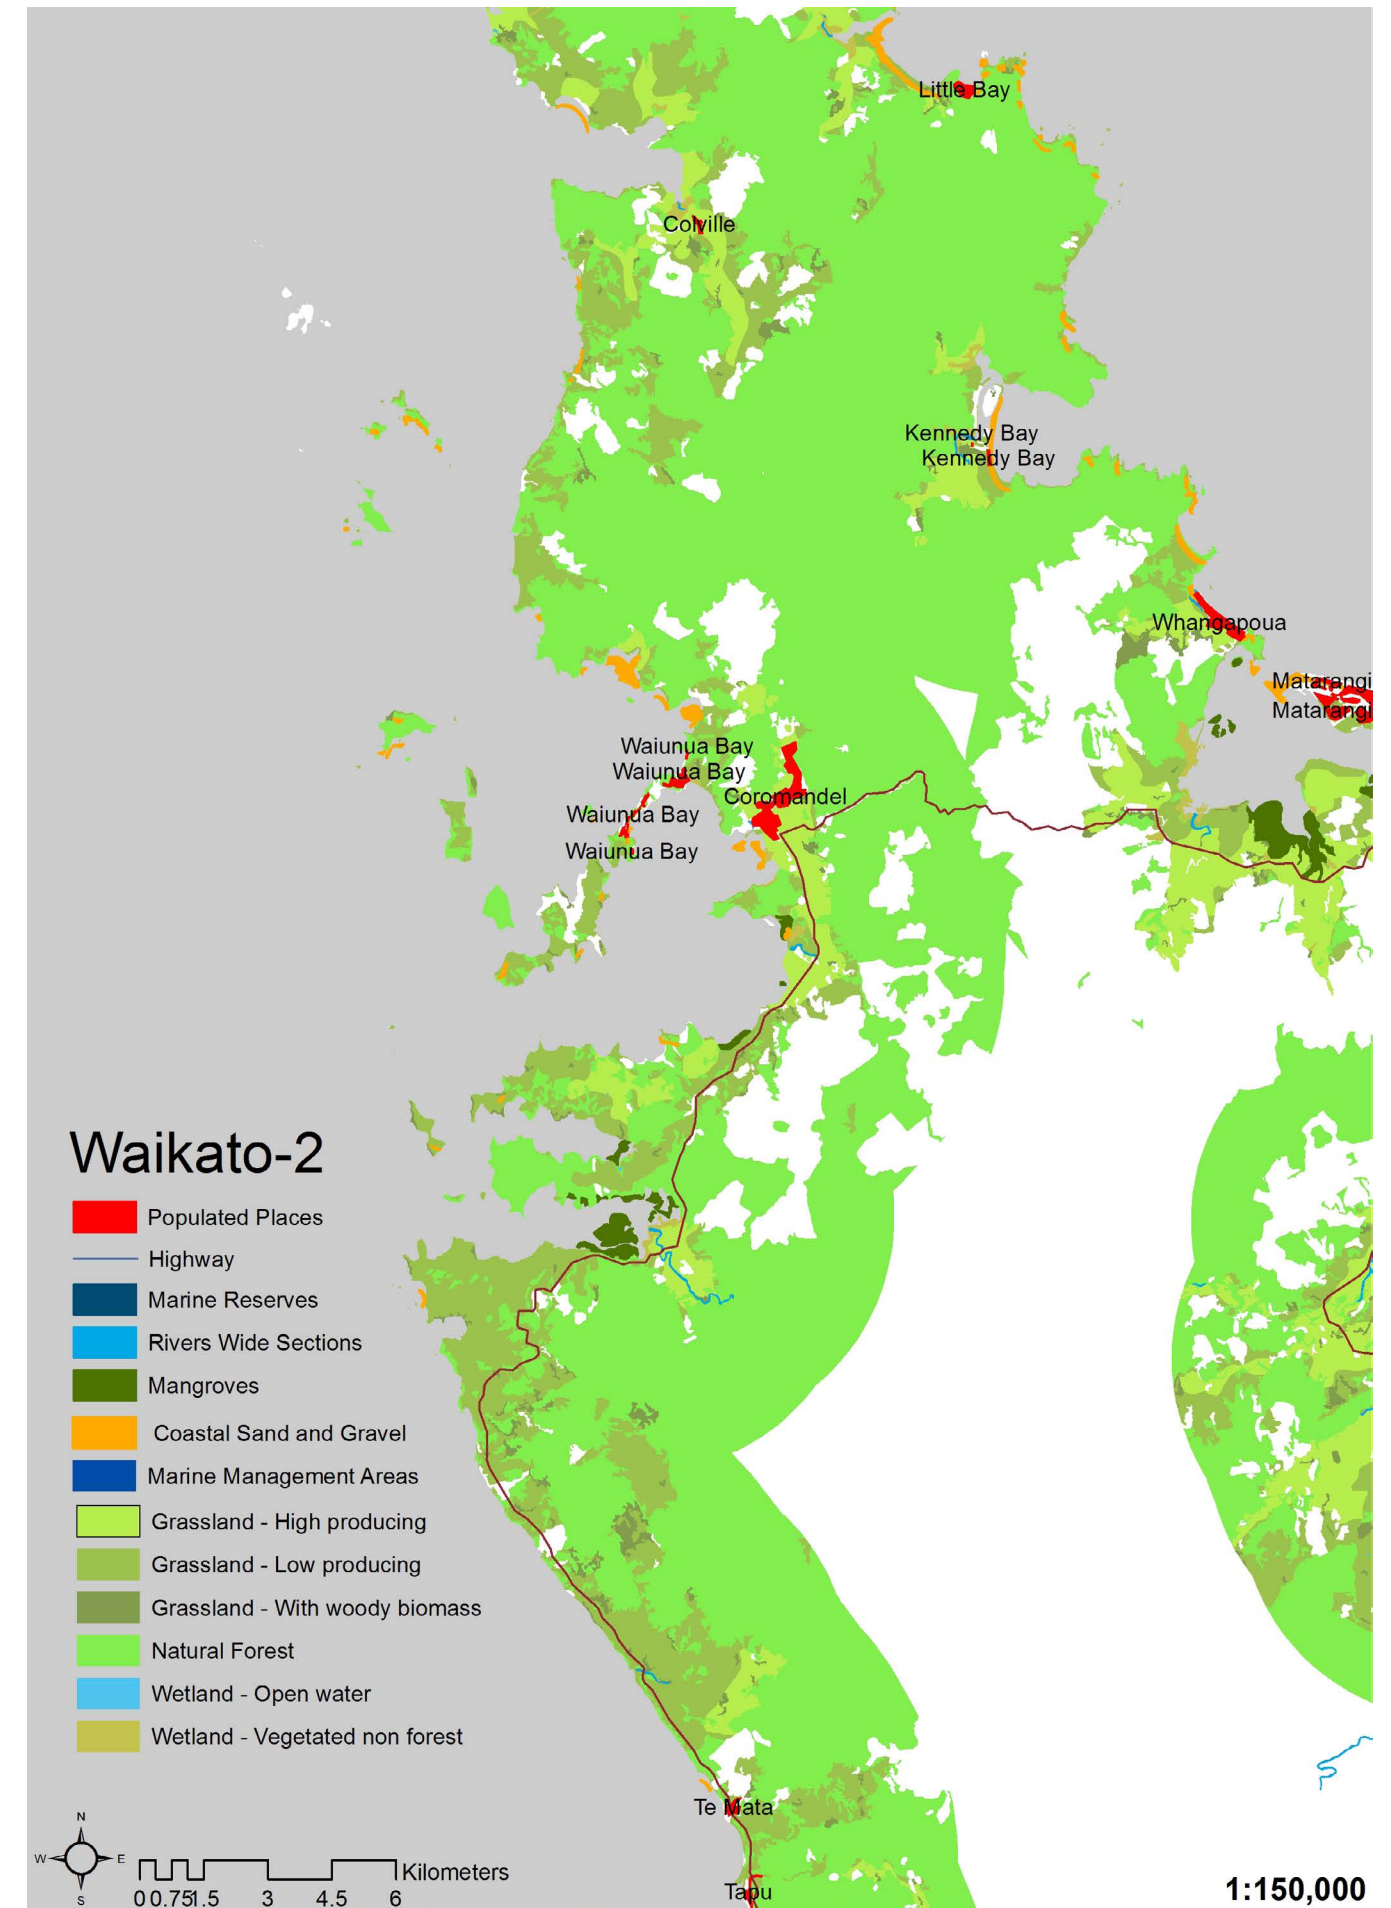 Little Bay
Colville
Kennedy Bay
Kennedy Bay
Whangapoua
Matarangi
Matarangi
Waiunua Bay
Waiunua Bay
Coromandel
Waiunua Bay
Waiunua Bay
Waikato-2
Populated Places
Highway
Marine Reserves
Rivers Wide Sections
Mangroves
Coastal Sand and Gravel
Marine Management Areas
Grassland - High producing
Grassland - Low producing
Grassland - With woody biomass
Natural Forest
Wetland - Open water
Wetland - Vegetated non forest
Te Mata
Tapu
N
W E
S
Kilometers
0 0.75 1.5 3 4.5 6
1:150,000